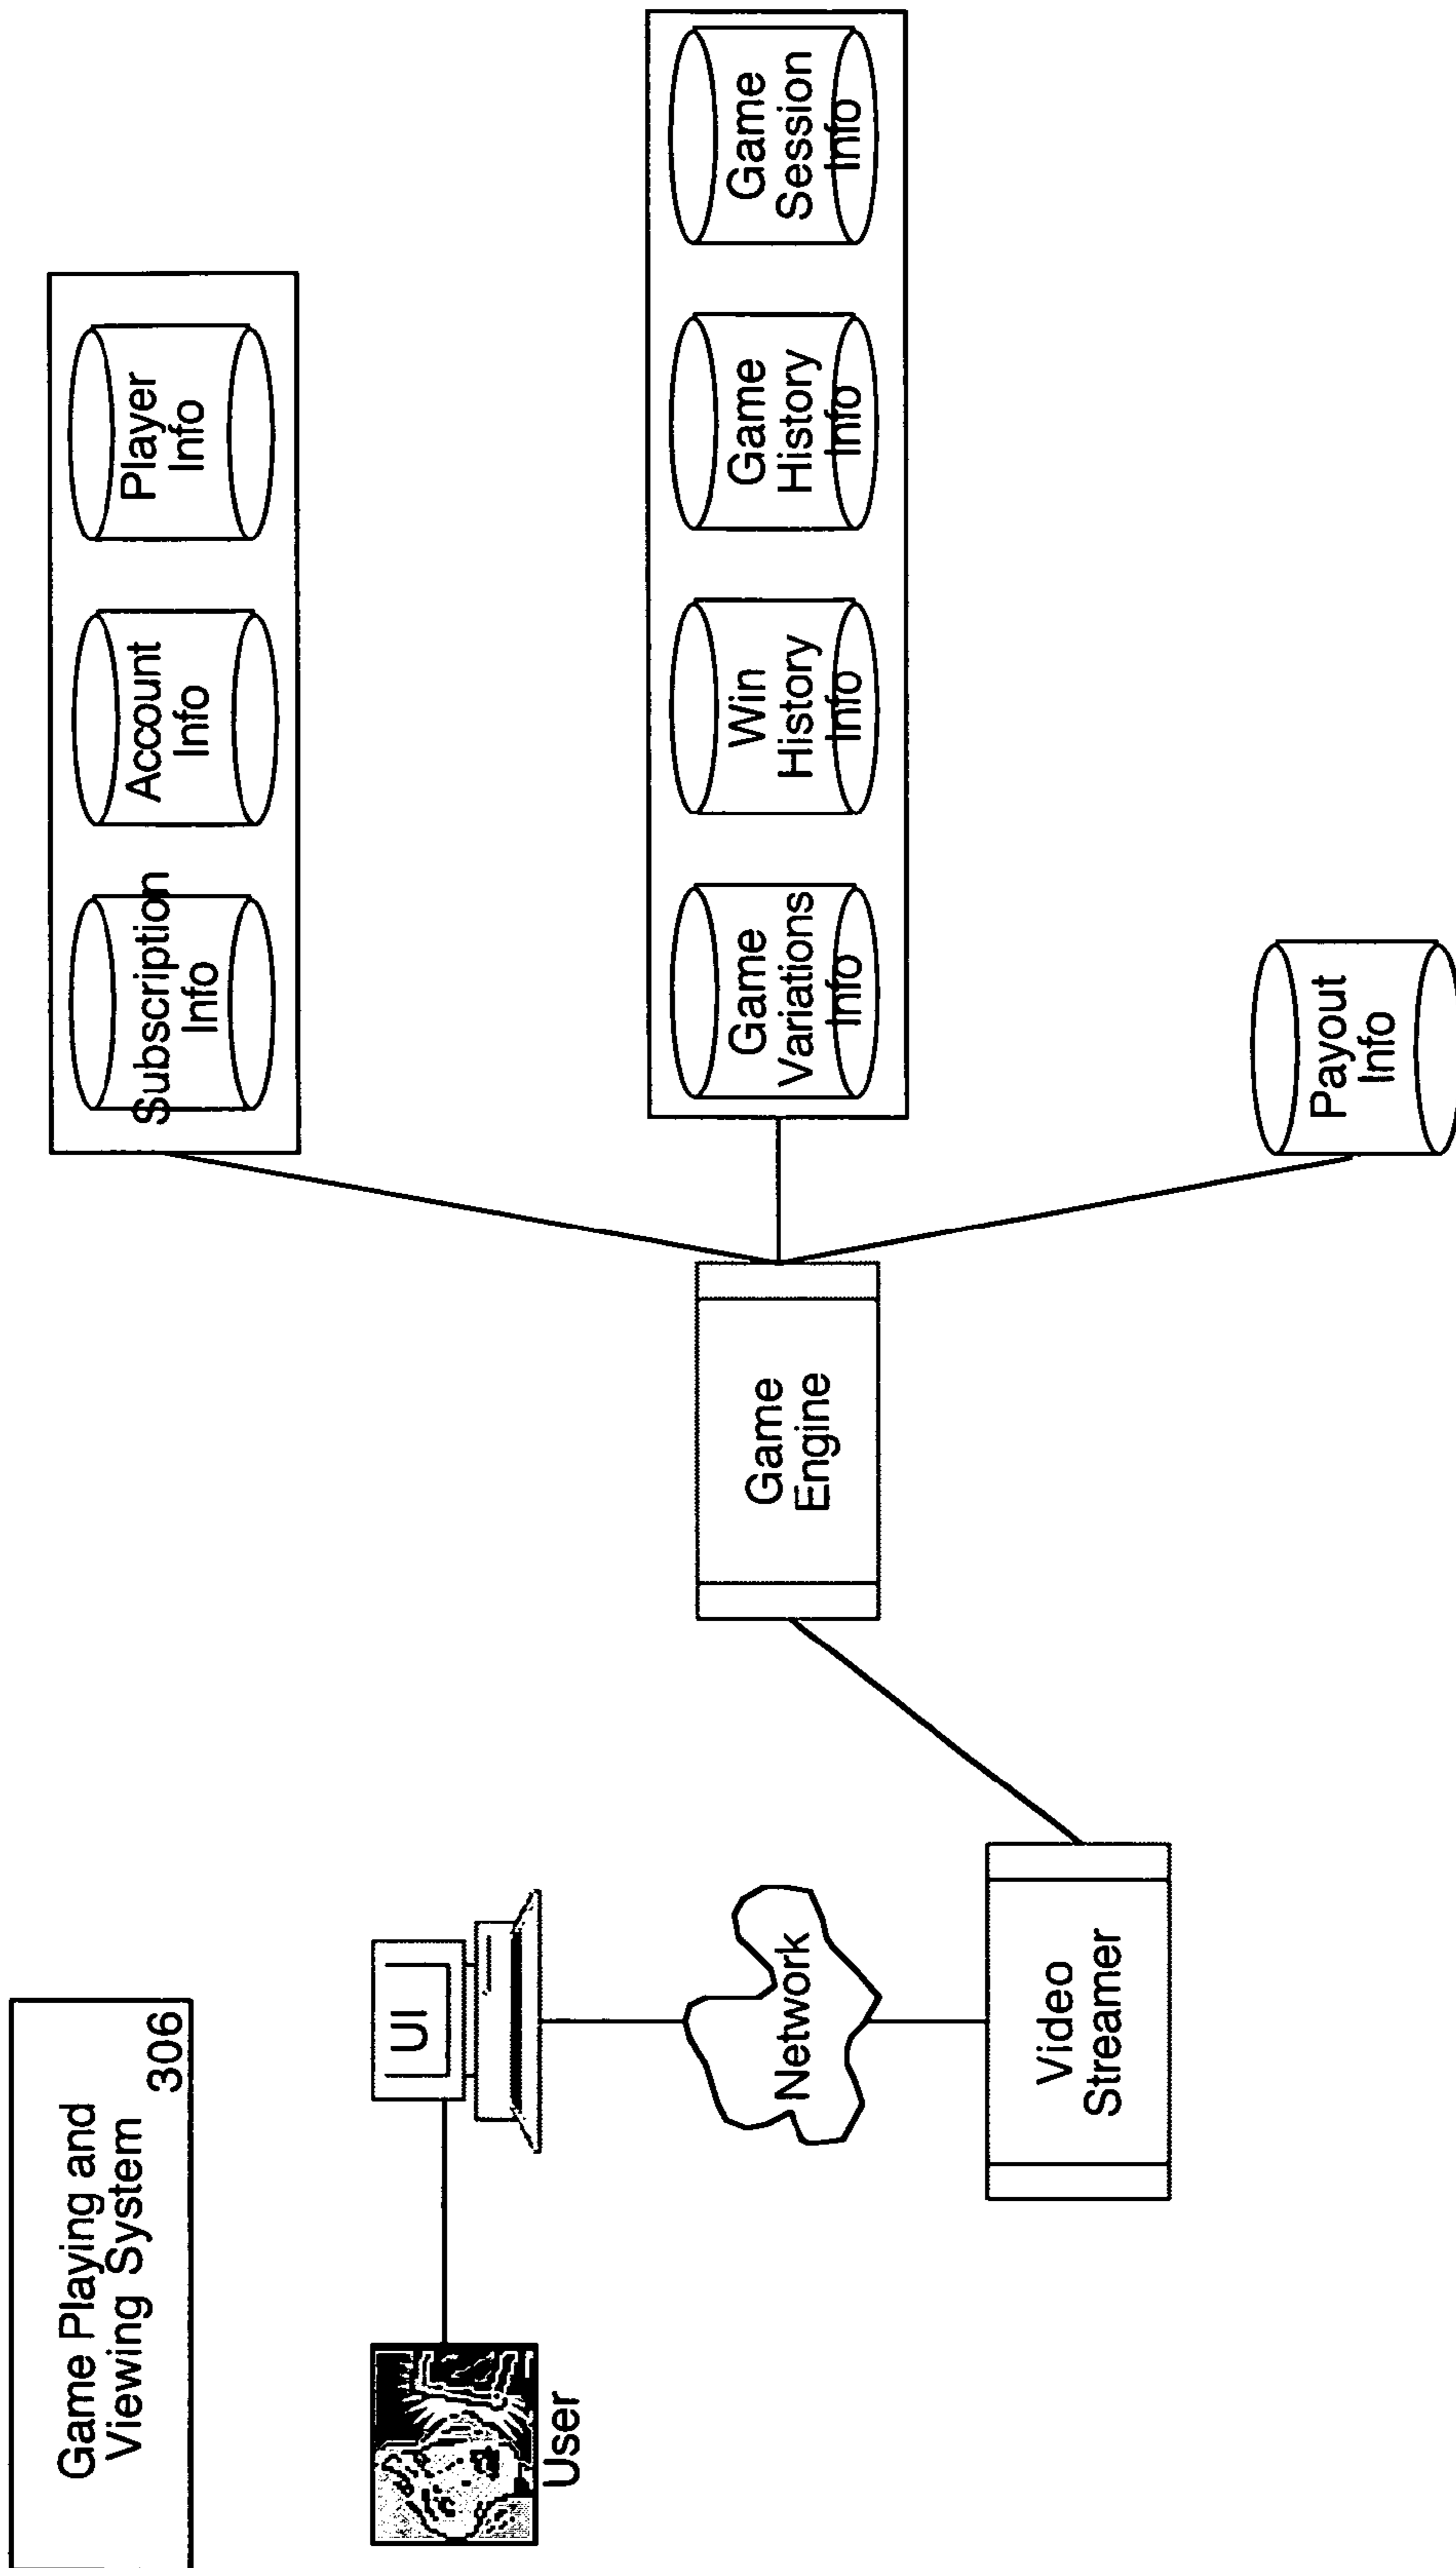 Game Playing and
Viewing System
306
User
UI
Network
Video
Streamer
Game
Engine
Subscription
Info
Account
Info
Player
Info
Game
Variations
Info
Win
History
Info
Game
History
Info
Game
Session
Info
Payout
Info